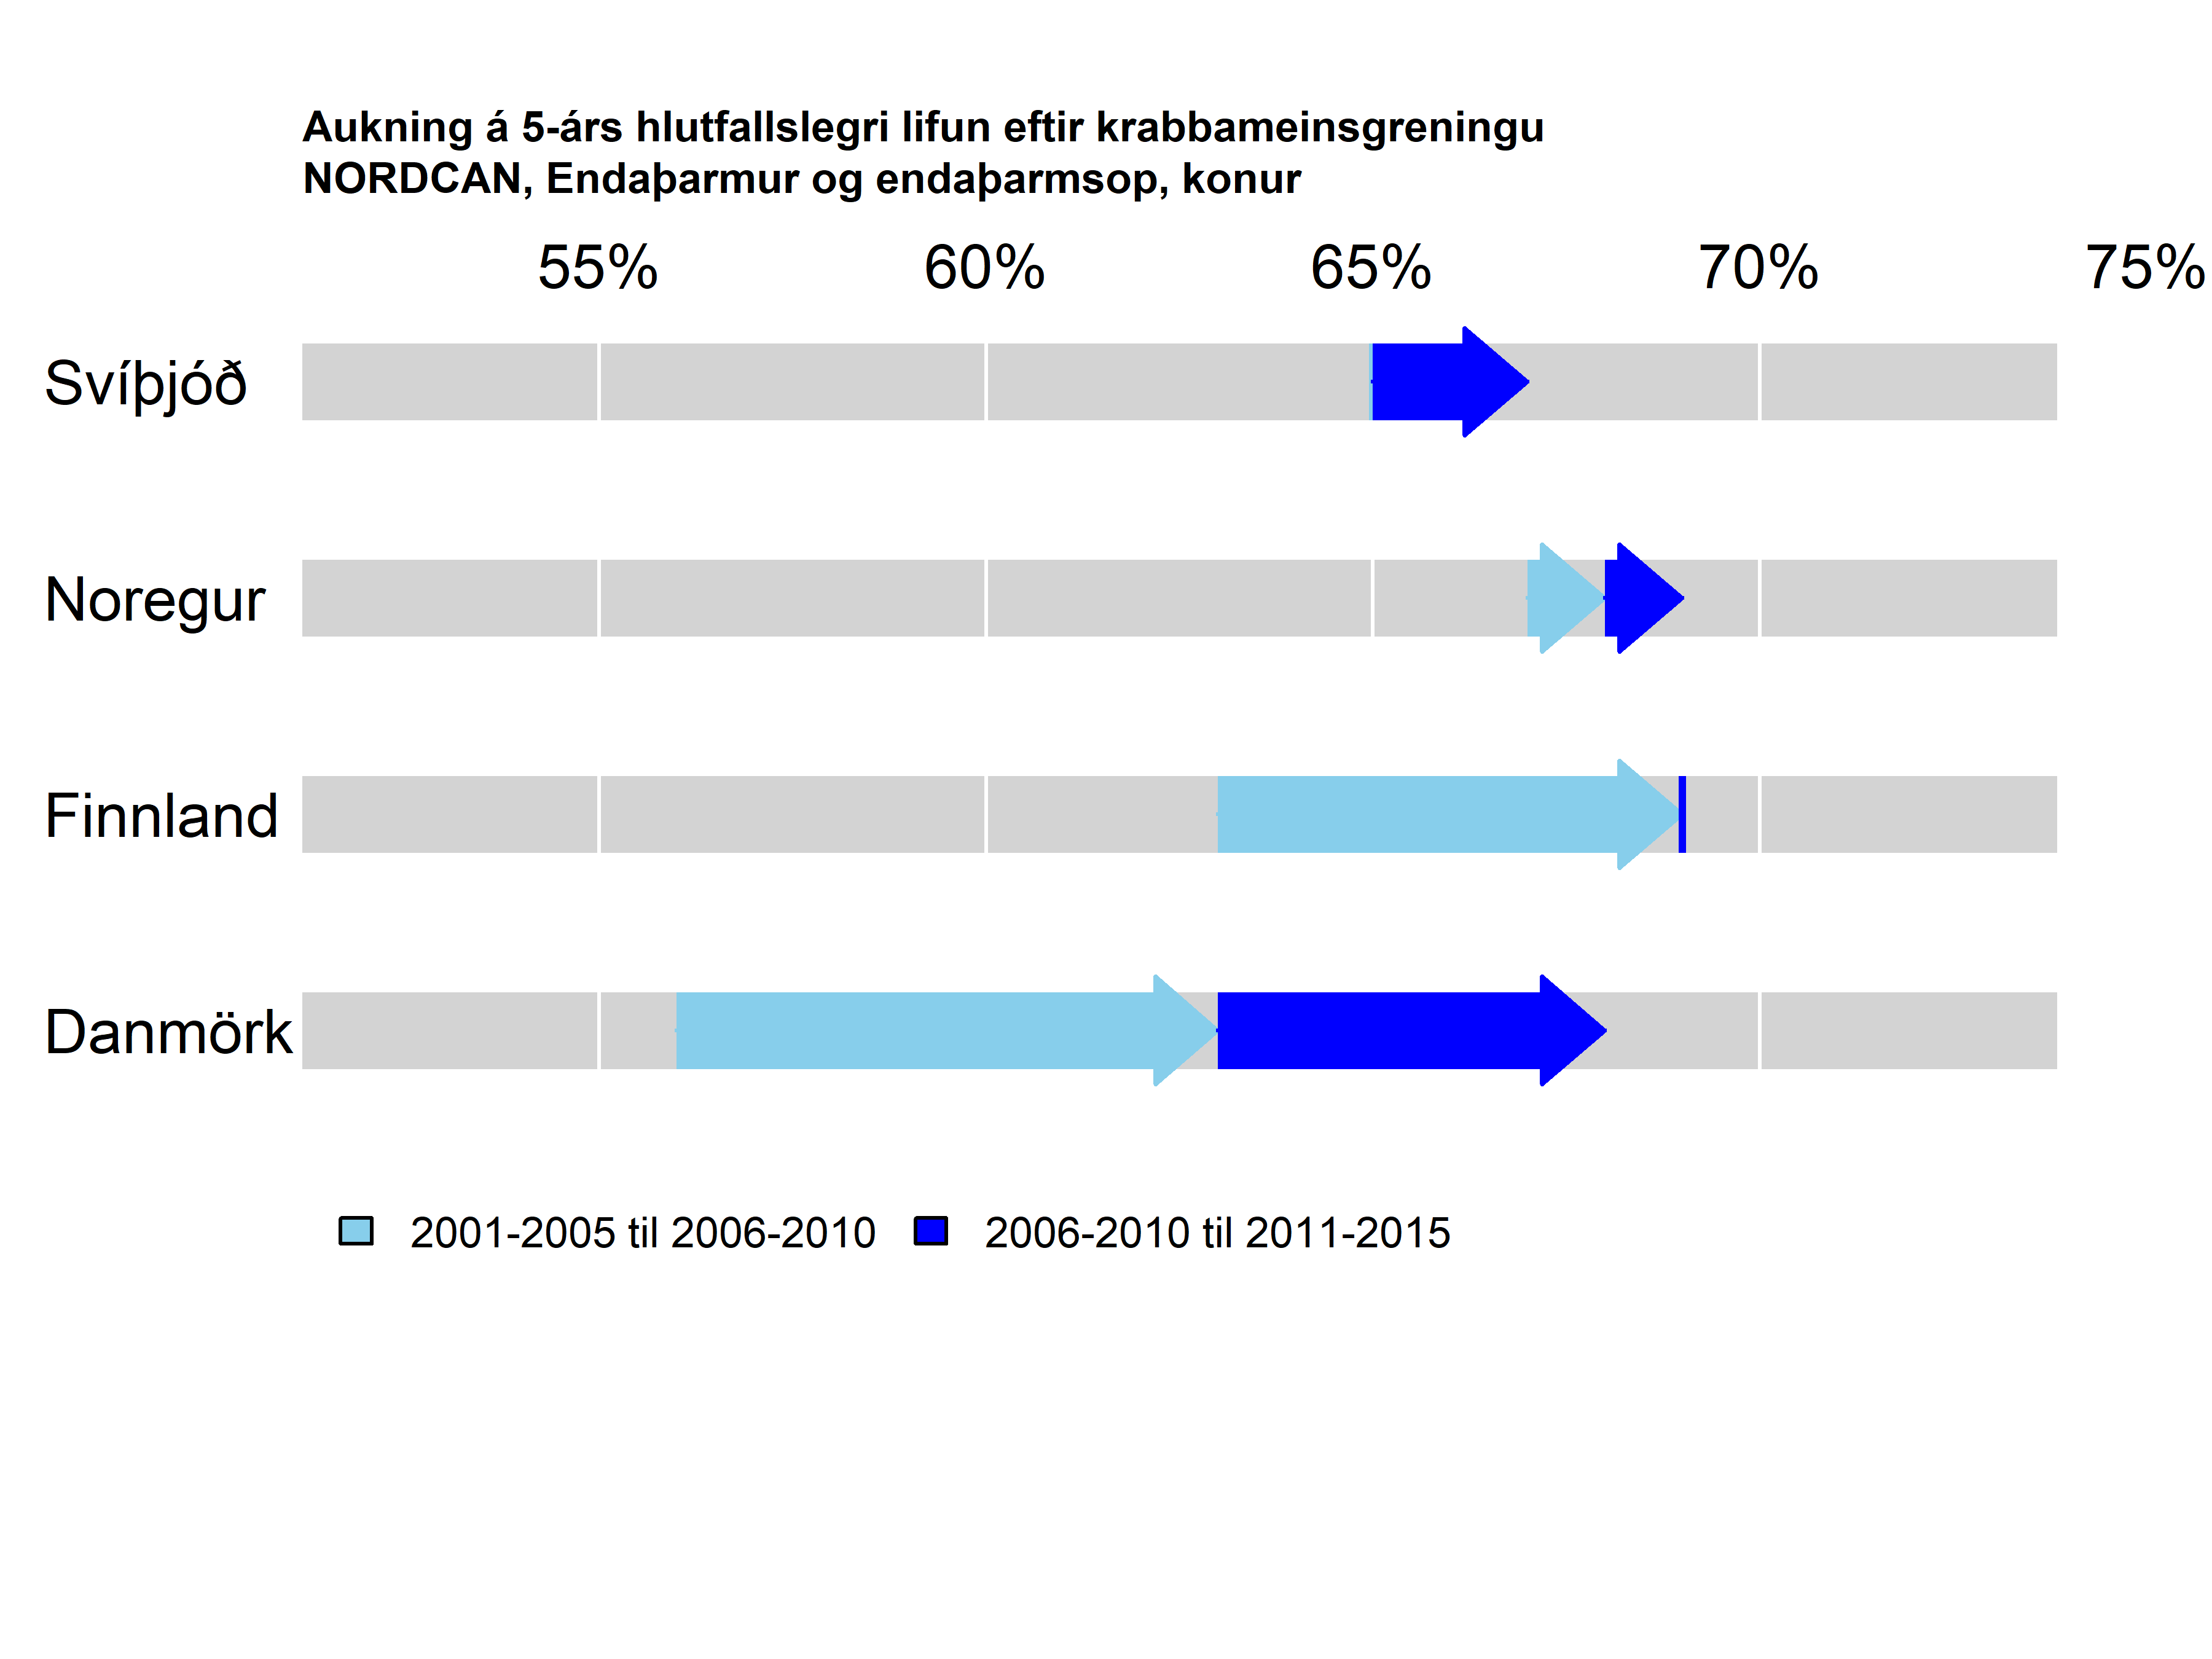 Aukning á 5-árs hlutfallslegri lifun eftir krabbameinsgreningu
NORDCAN, Endaþarmur og endaþarmsop, konur
55% 60% 65% 70% 75%
Svíþjóð
Noregur
Finnland
Danmörk
2001-2005 til 2006-2010 2006-2010 til 2011-2015